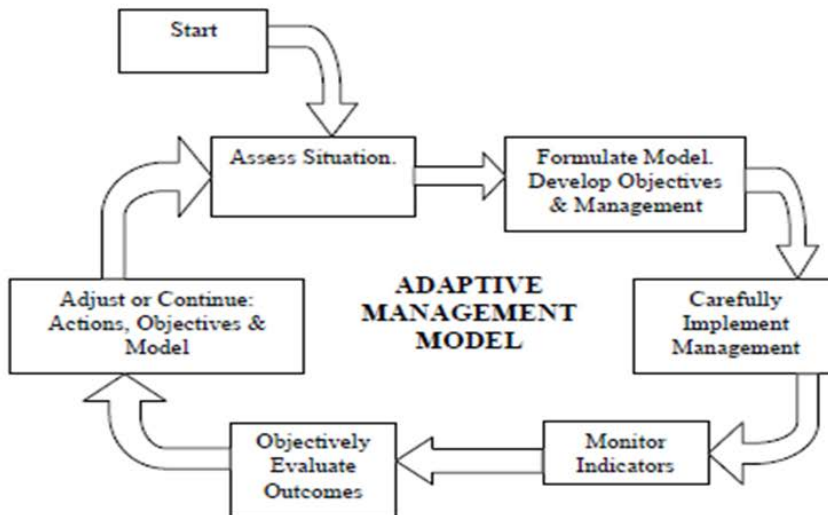 Start
Assess Situation.
Formulate Model.
Develop Objectives
& Management
Carefully
Implement
Management
Monitor
Indicators
Objectively
Evaluate
Outcomes
Adjust or Continue:
Actions, Objectives &
Model
ADAPTIVE
MANAGEMENT
MODEL